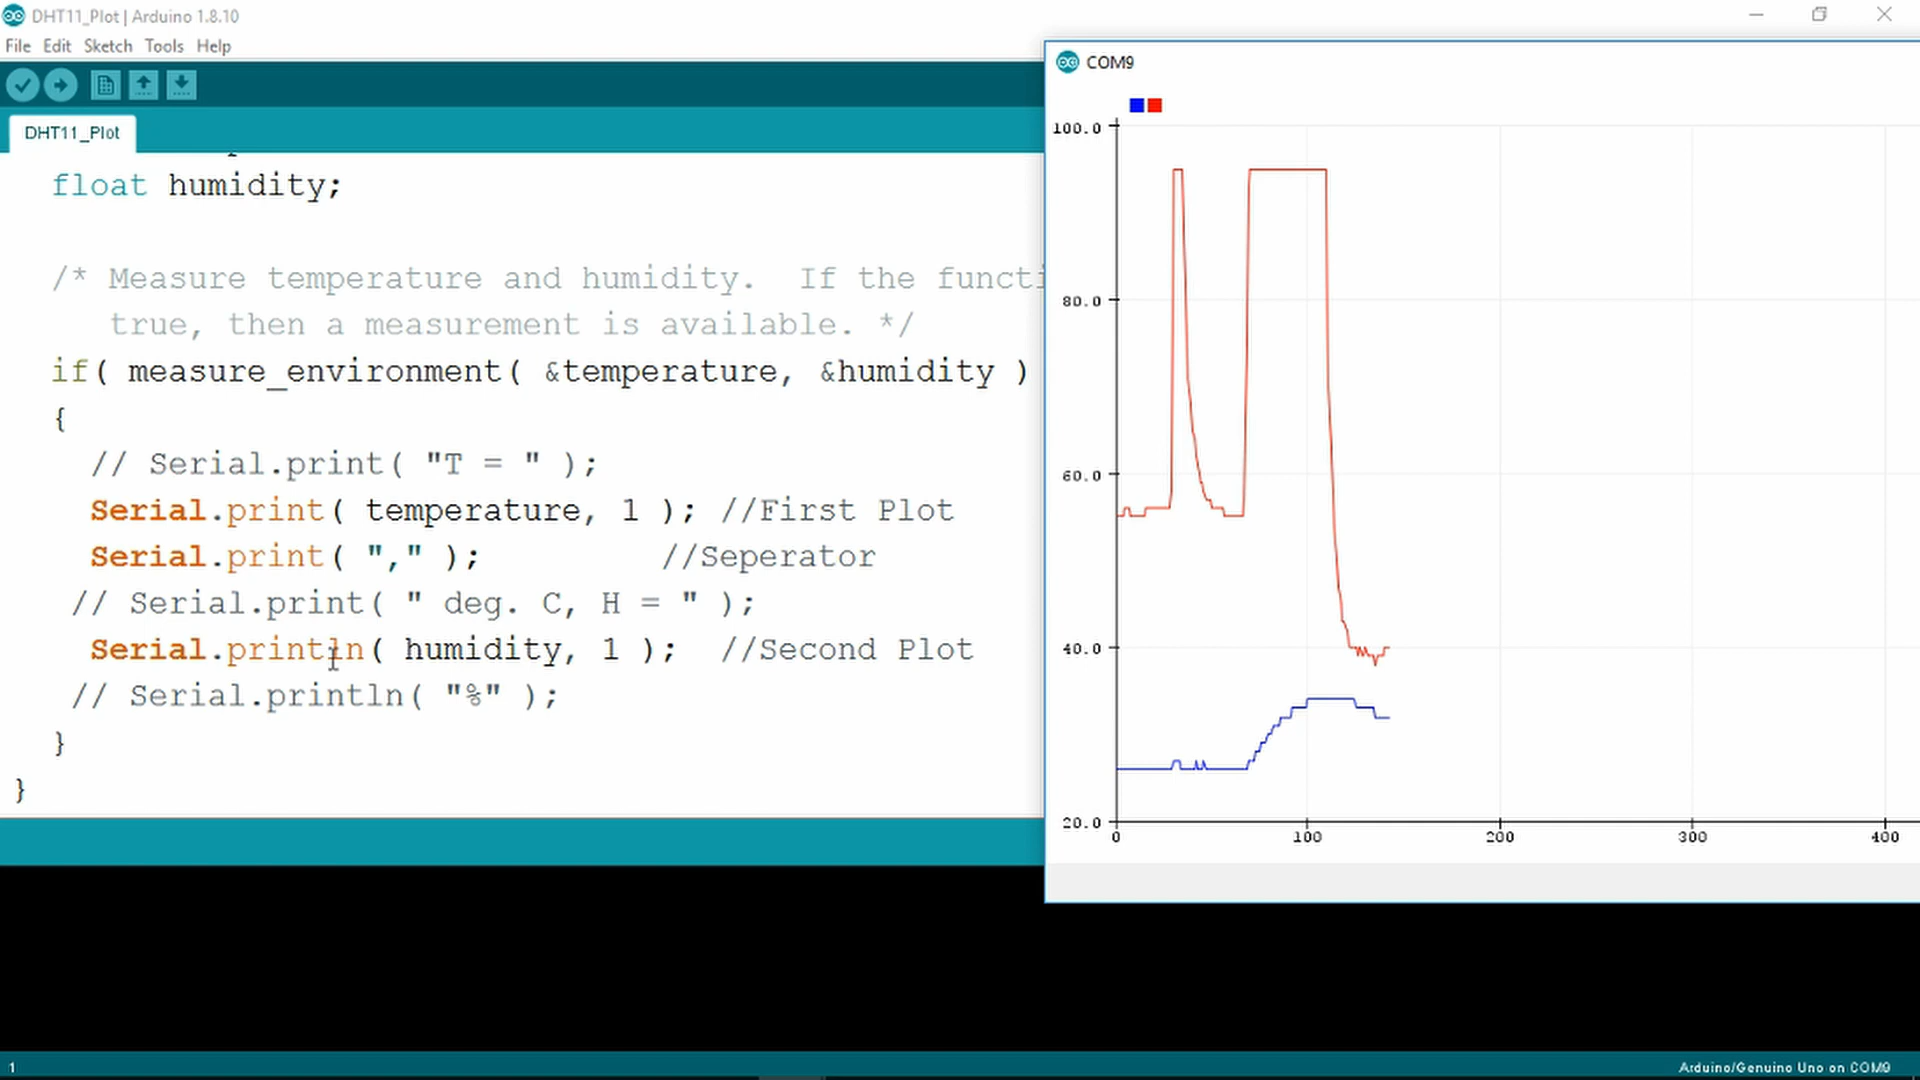 DHT11_Plot | Arduino 1.8.10
File Edit Sketch Tools Help
DHT11_Plot
float humidity;
/* Measure temperature and humidity.  If the functi
true, then a measurement is available. */
if( measure_environment( &temperature, &humidity )
{
// Serial.print( "T = " );
Serial.print( temperature, 1 ); //First Plot
Serial.print( "," ); //Seperator
// Serial.print( " deg. C, H = " );
Serial.println( humidity, 1 ); //Second Plot
// Serial.println( "%" );
}
}
COM9
100.0
80.0
60.0
40.0
20.0
0 100 200 300 400
1
Arduino/Genuino Uno on COM9